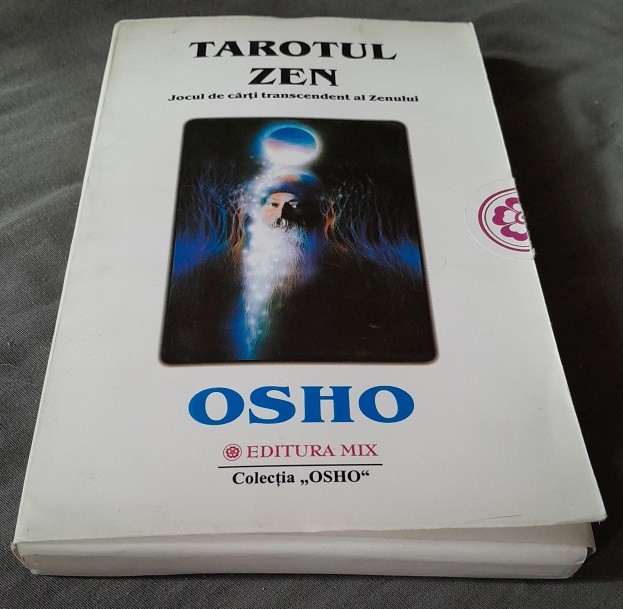 TAROTUL
ZEN
Jocul de cărți transcendent al Zenului
OSHO
EDITURA MIX
Colecția „OSHO“